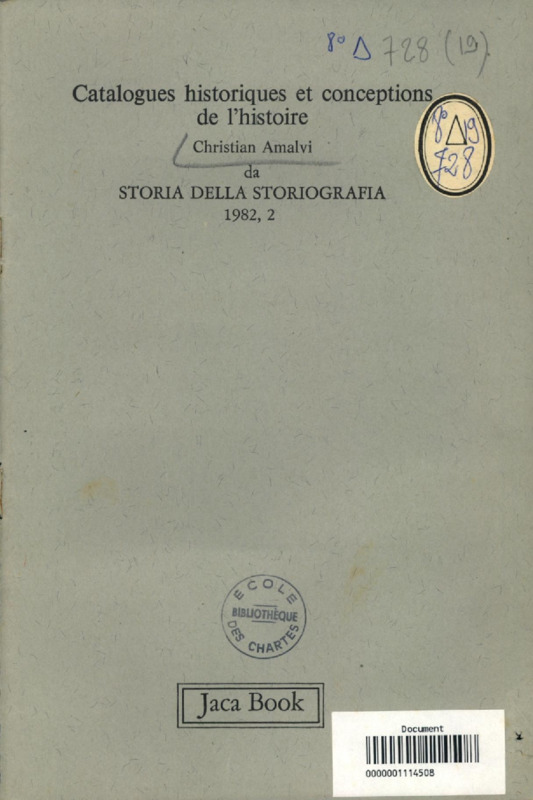 8° Δ 728 (19)
Catalogues historiques et conceptions
de l'histoire
Christian Amalvi
da
STORIA DELLA STORIOGRAFIA
1982, 2
8° Δ 19
728
ECOLE
BIBLIOTHÈQUE
DES CHARTES
Jaca Book
Document
0000001114508